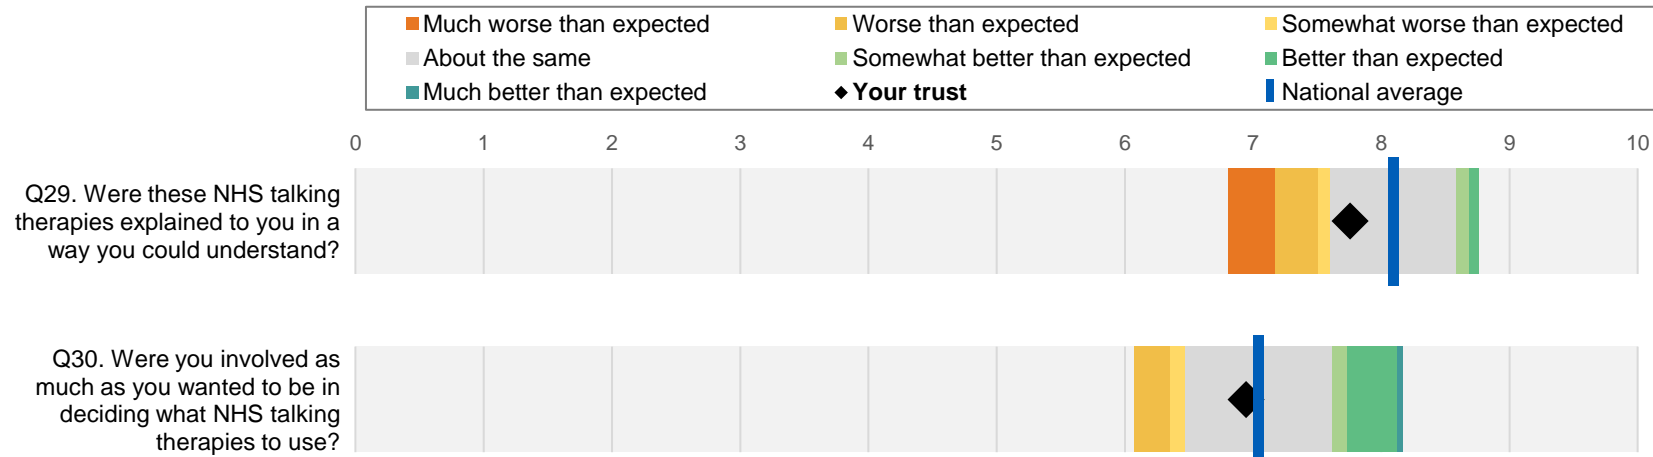 Much worse than expected
Worse than expected
Somewhat worse than expected
About the same
Somewhat better than expected
Better than expected
Much better than expected
Your trust
National average
0 1 2 3 4 5 6 7 8 9 10
Q29. Were these NHS talking
therapies explained to you in a
way you could understand?
Q30. Were you involved as
much as you wanted to be in
deciding what NHS talking
therapies to use?